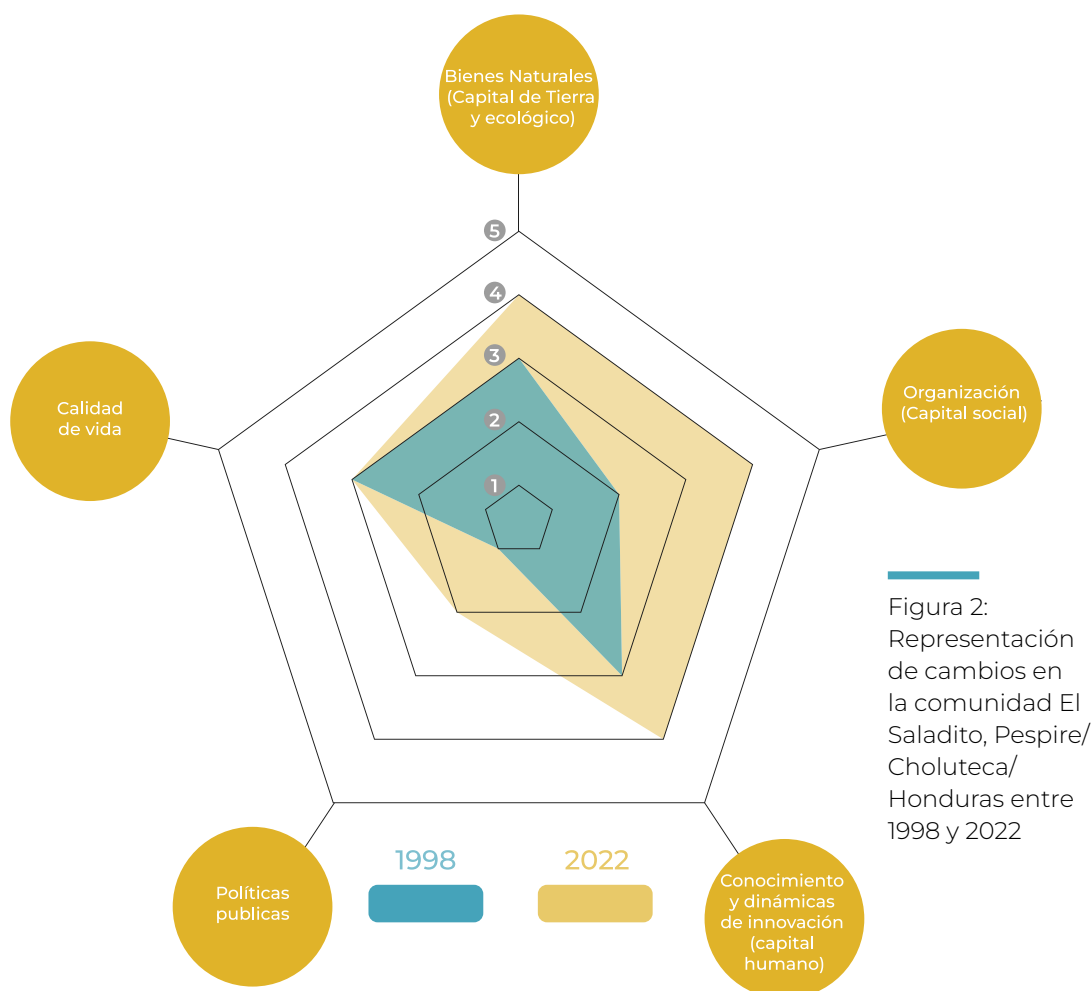 Bienes Naturales
(Capital de Tierra
y ecológico)
5
4
3
2
1
Calidad
de vida
Organización
(Capital social)
Figura 2:
Representación
de cambios en
la comunidad El
Saladito, Pespire/
Choluteca/
Honduras entre
1998 y 2022
Políticas
publicas
1998
2022
Conocimiento
y dinámicas
de innovación
(capital
humano)